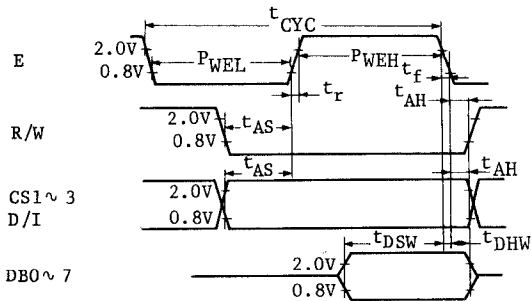 tCYC
2.0V
E
PWEL
PWEH
0.8V
tf
tr
tAH
2.0V
R/W
tAS
0.8V
tAS
tAH
2.0V
CS1~ 3
D/I
0.8V
tDSW
tDHW
DBO~ 7
2.0V
0.8V